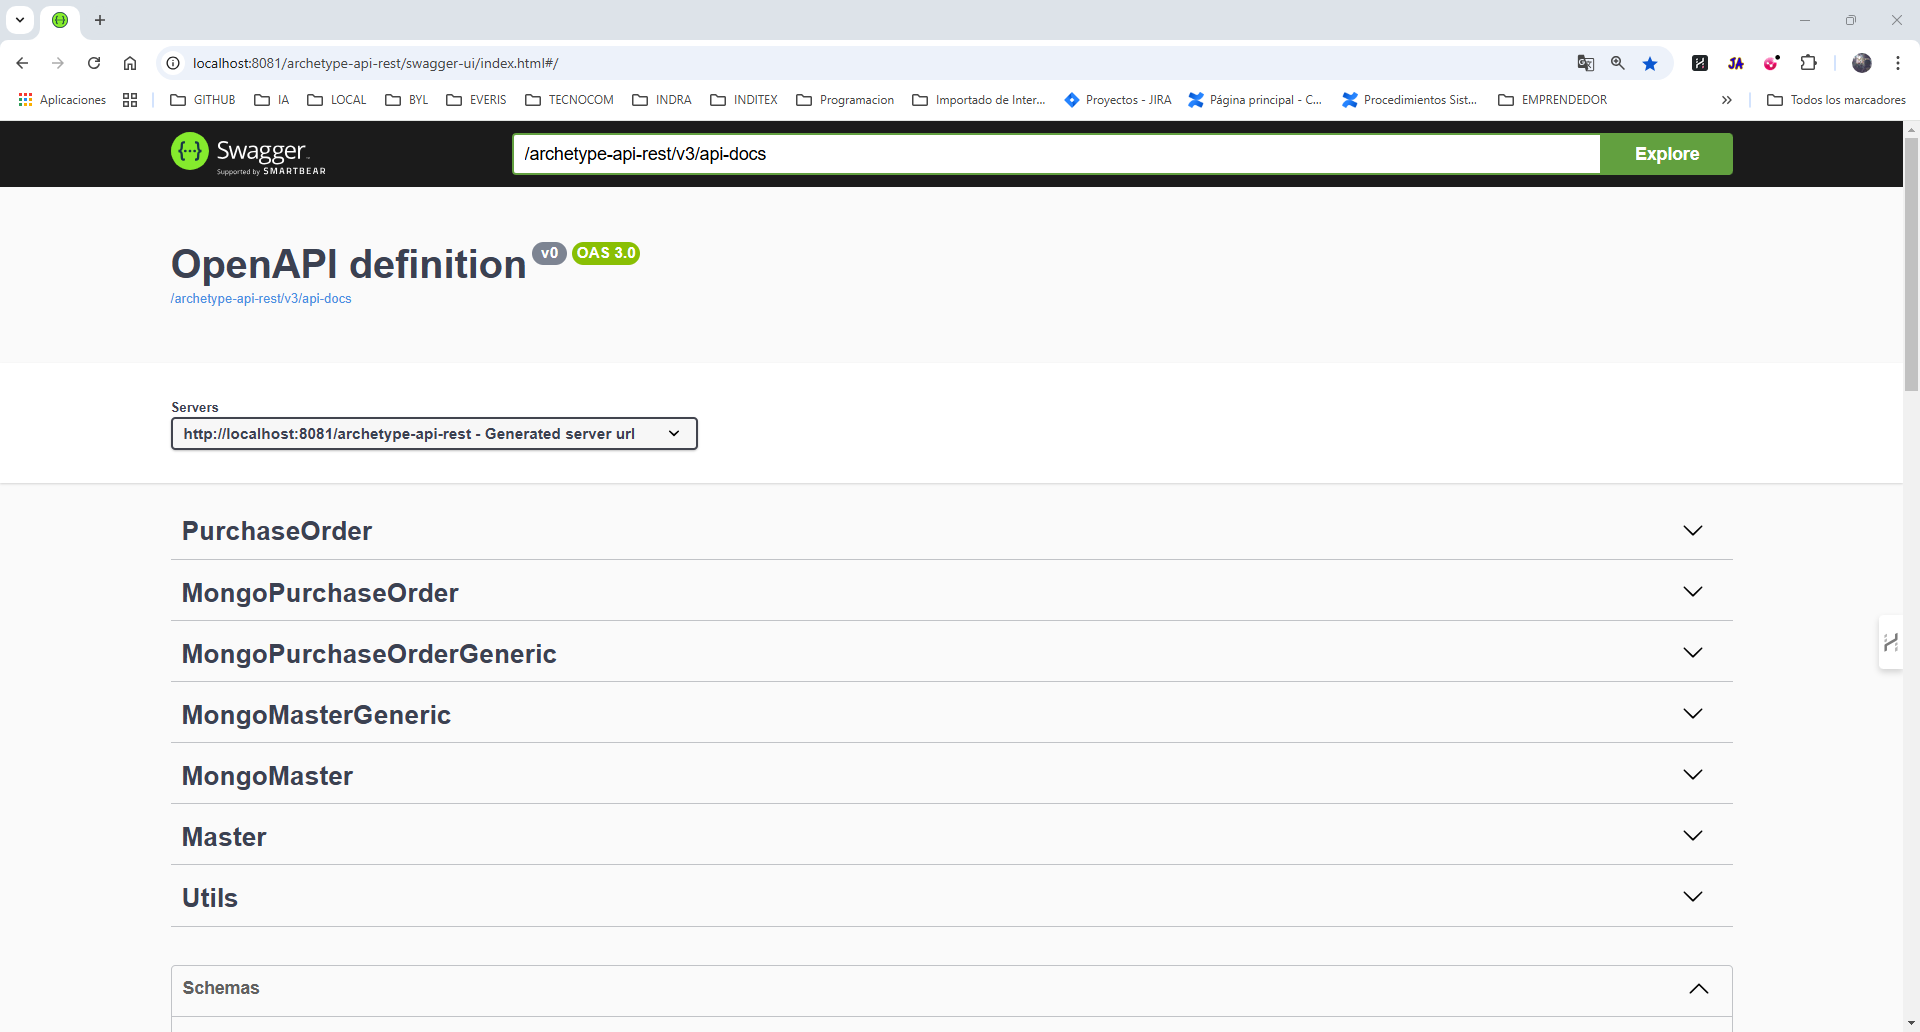 localhost:8081/archetype-api-rest/swagger-ui/index.html#/
Aplicaciones GITHUB IA LOCAL BYL EVERIS TECNOCOM INDRA INDITEX Programacion Importado de Inter... Proyectos - JIRA Página principal - C... Procedimientos Sist... EMPRENDEDOR Todos los marcadores
Swagger
Supported by SMARTBEAR
/archetype-api-rest/v3/api-docs
Explore
OpenAPI definition v0 OAS 3.0
/archetype-api-rest/v3/api-docs
Servers
http://localhost:8081/archetype-api-rest - Generated server url
PurchaseOrder
MongoPurchaseOrder
MongoPurchaseOrderGeneric
MongoMasterGeneric
MongoMaster
Master
Utils
Schemas